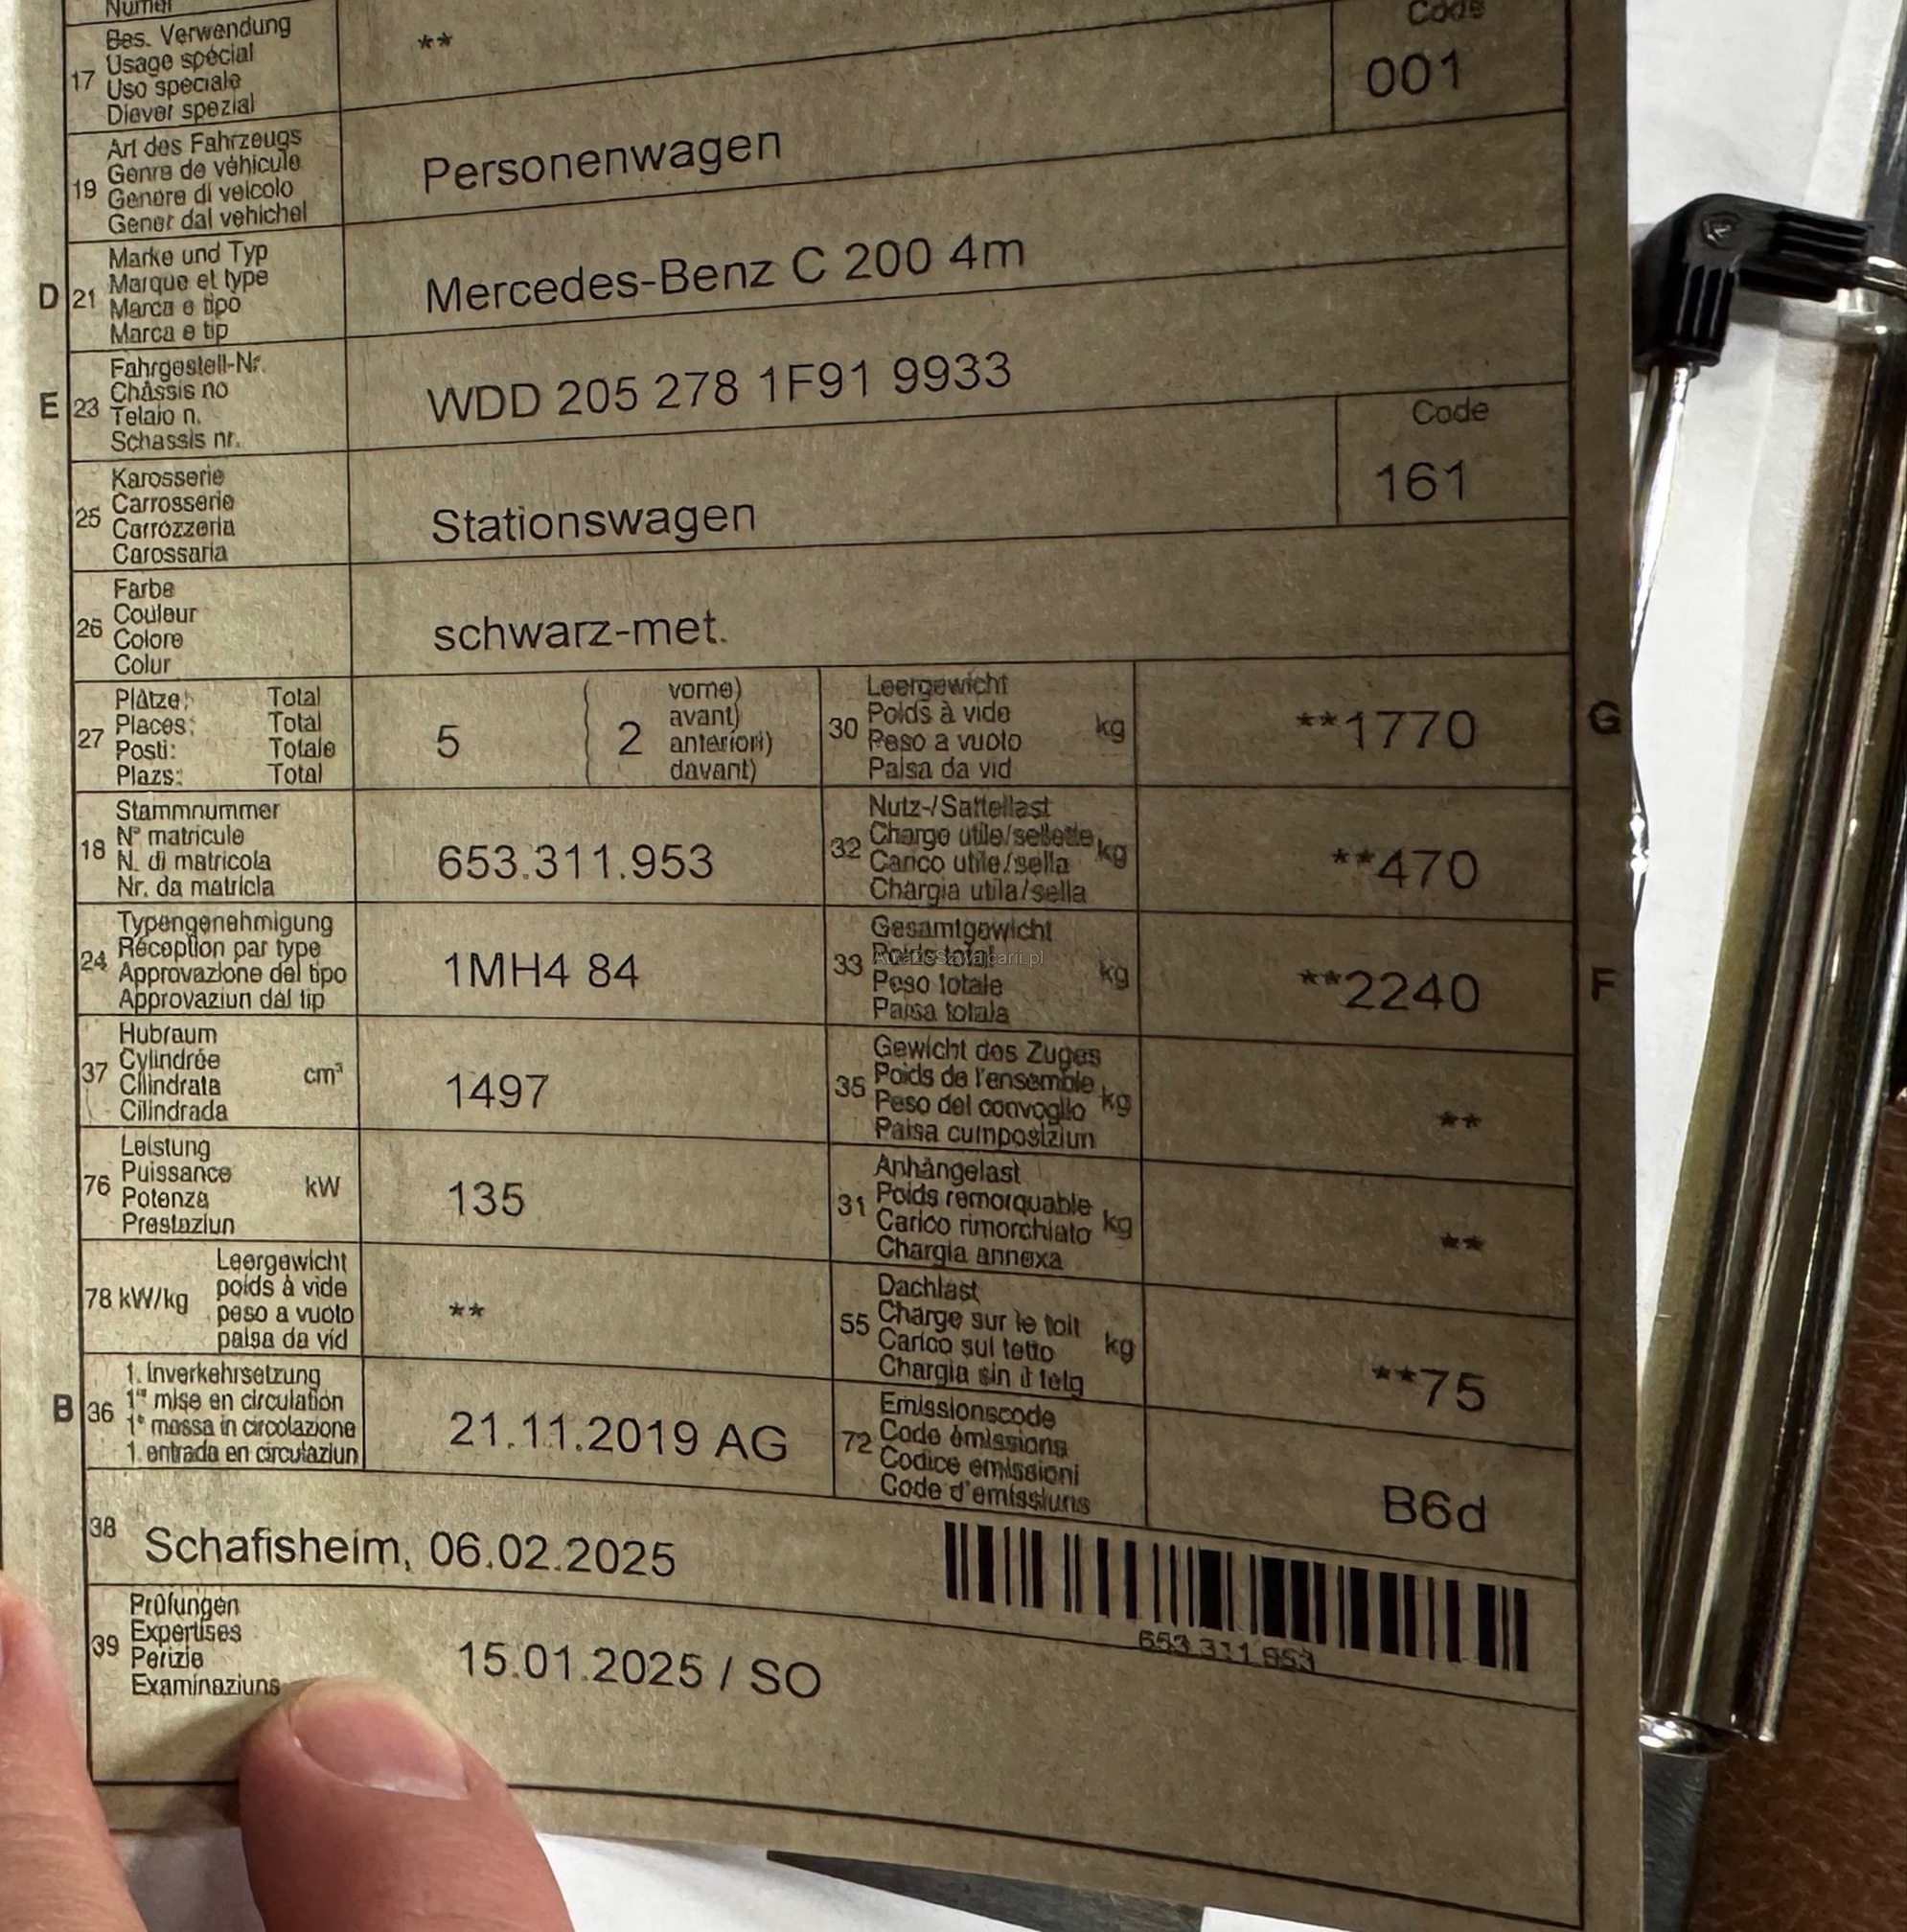 Numer
17 Bes. Verwendung
Usage spécial
Uso speciale
Diever spezial
**
Code
001
19 Art des Fahrzeugs
Genre de véhicule
Genere di veicolo
Gener dal vehichel
Personenwagen
D 21 Marke und Typ
Marque et type
Marca e tipo
Marca e tip
Mercedes-Benz C 200 4m
E 23 Fahrgestell-Nr.
Châssis no
Telaio n.
Schassis nr.
WDD 205 278 1F91 9933
25 Karosserie
Carrosserie
Carrozzeria
Carossaria
Stationswagen
Code
161
26 Farbe
Couleur
Colore
Colur
schwarz-met.
27 Plätze: Total
Places: Total
Posti: Totale
Plazs: Total
5 ( 2 vorne)
avant)
anteriori)
davant)
30 Leergewicht
Poids à vide
Peso a vuoto
Paisa da vid
kg **1770 G
18 Stammnummer
N° matricule
N. di matricola
Nr. da matricla
653.311.953
32 Nutz-/Sattellast
Charge utile/sellette
Carico utile/sella
Chargia utila/sella
kg **470
24 Typengenehmigung
Réception par type
Approvazione del tipo
Approvaziun dal tip
1MH4 84
33 Gesamtgewicht
Poids total
Peso totale
Paisa totala
kg **2240 F
AutazeSzwajcarii.pl
37 Hubraum
Cylindrée
Cilindrata
Cilindrada
cm³ 1497
35 Gewicht des Zuges
Poids de l'ensemble
Peso del convoglio
Paisa cumposiziun
kg **
76 Leistung
Puissance
Potenza
Prestaziun
kW 135
31 Anhängelast
Poids remorquable
Carico rimorchiato
Chargia annexa
kg **
78 kW/kg Leergewicht
poids à vide
peso a vuoto
paisa da vid
**
55 Dachlast
Charge sur le toit
Carico sul tetto
Chargia sin il tetg
kg **75
B 36 1. Inverkehrsetzung
1re mise en circulation
1a messa in circolazione
1. entrada en circulaziun
21.11.2019 AG
72 Emissionscode
Code émissions
Codice emissioni
Code d'emissiuns
B6d
38 Schafisheim, 06.02.2025
653 311 953
39 Prüfungen
Expertises
Perizie
Examinaziuns
15.01.2025 / SO